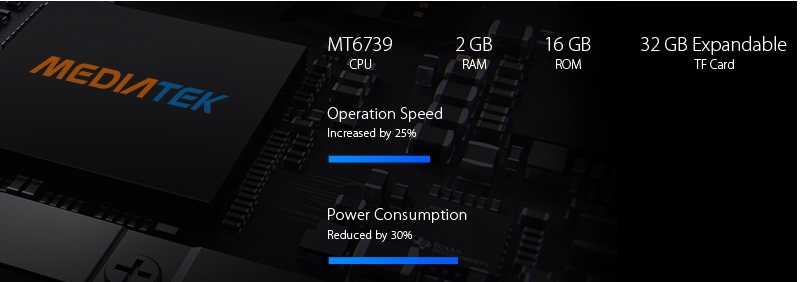 MEDIATEK
MT6739 2 GB 16 GB 32 GB Expandable
CPU RAM ROM TF Card
Operation Speed
Increased by 25%
Power Consumption
Reduced by 30%